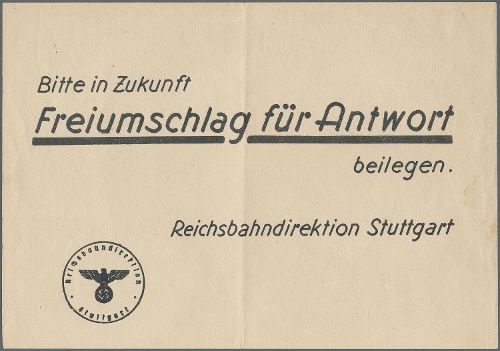 Bitte in Zukunft
Freiumschlag für Antwort
beilegen.
Reichsbahndirektion Stuttgart
Reichsbahndirektion
Stuttgart